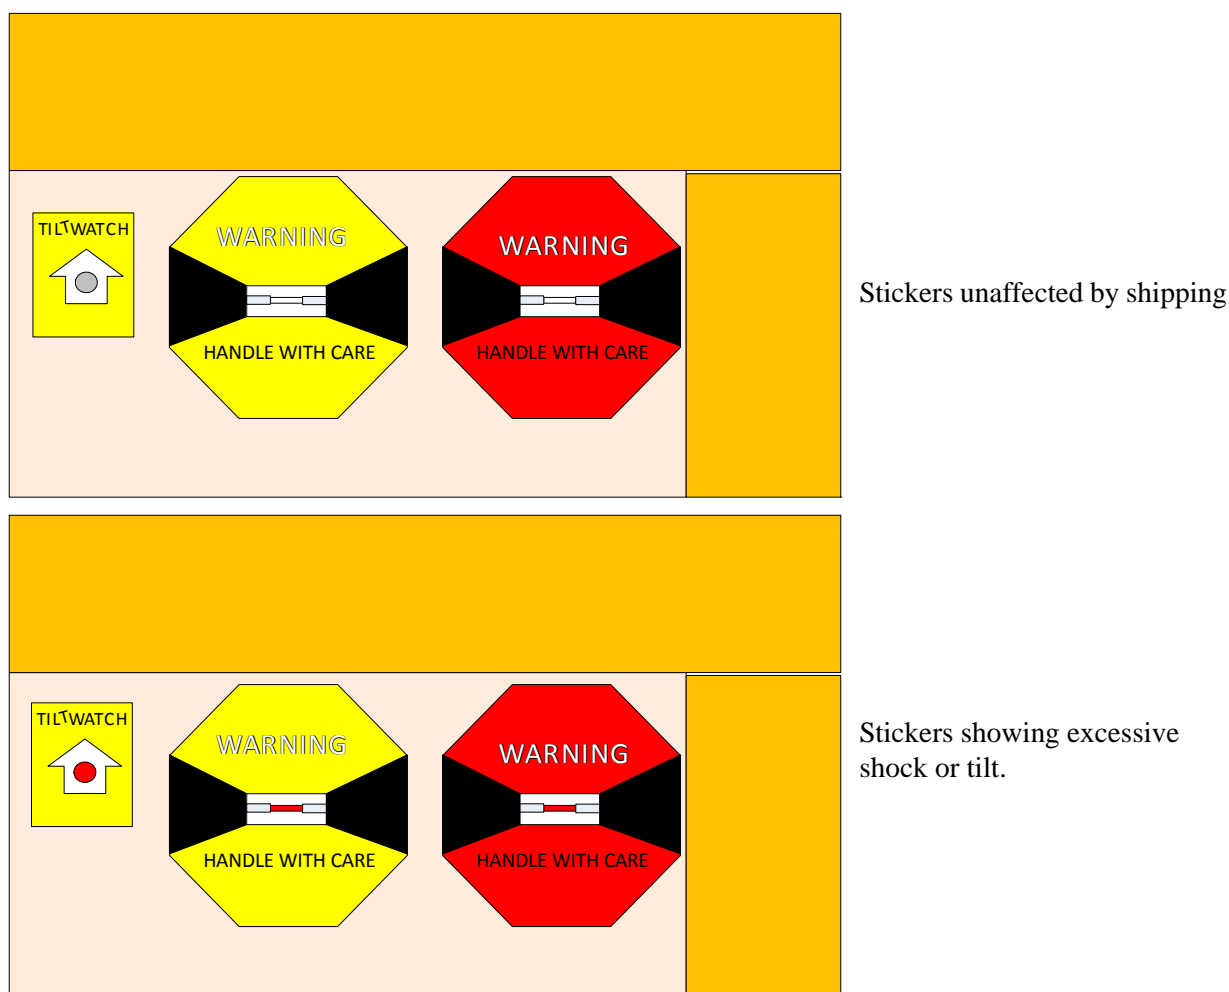 TILTWATCH
WARNING
WARNING
HANDLE WITH CARE
HANDLE WITH CARE
Stickers unaffected by shipping
TILTWATCH
WARNING
WARNING
HANDLE WITH CARE
HANDLE WITH CARE
Stickers showing excessive
shock or tilt.